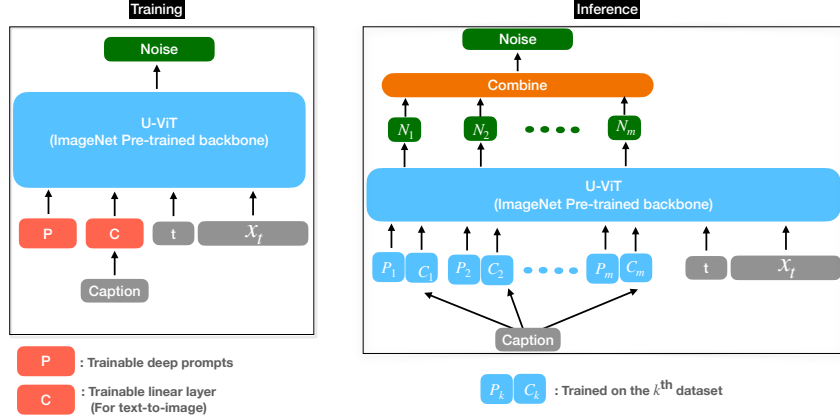 Training
Noise
U-ViT
(ImageNet Pre-trained backbone)
P
C
t
x_t
Caption
P
: Trainable deep prompts
C
: Trainable linear layer
(For text-to-image)
Inference
Noise
Combine
N_1
N_2
N_m
U-ViT
(ImageNet Pre-trained backbone)
P_1
C_1
P_2
C_2
P_m
C_m
t
x_t
Caption
P_k
C_k
: Trained on the k^th dataset